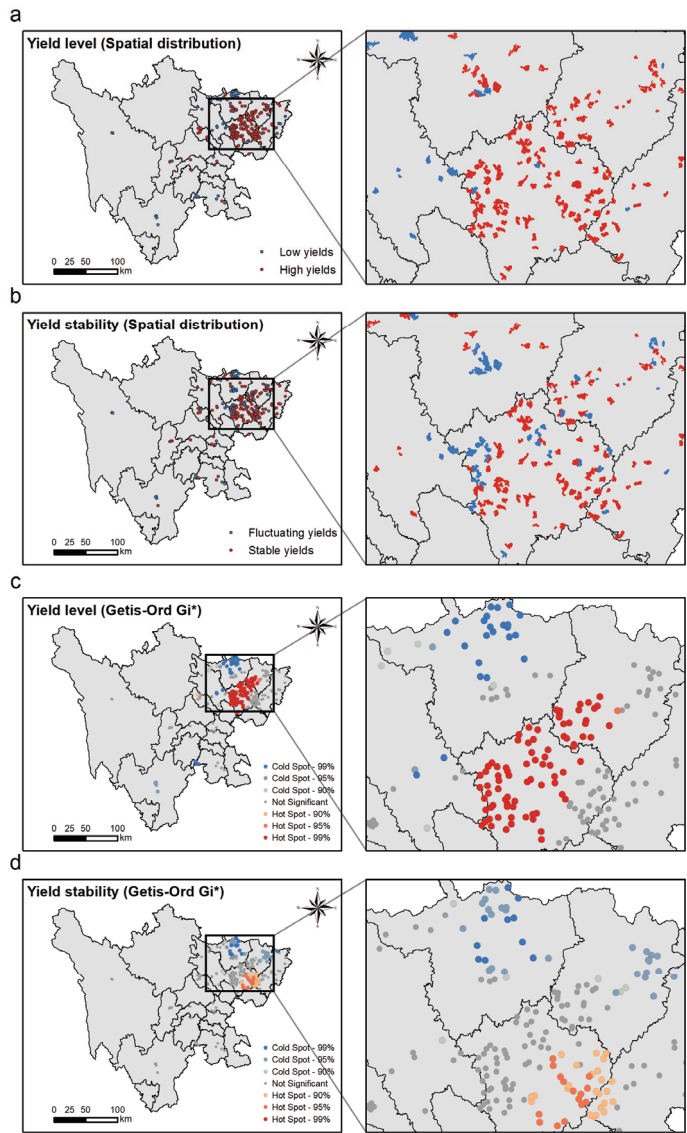 a
Yield level (Spatial distribution)
N
0 25 50 100
km
Low yields
High yields
b
Yield stability (Spatial distribution)
N
0 25 50 100
km
Fluctuating yields
Stable yields
c
Yield level (Getis-Ord Gi*)
N
Cold Spot - 99%
Cold Spot - 95%
Cold Spot - 90%
Not Significant
Hot Spot - 90%
Hot Spot - 95%
Hot Spot - 99%
0 25 50 100
km
d
Yield stability (Getis-Ord Gi*)
N
Cold Spot - 99%
Cold Spot - 95%
Cold Spot - 90%
Not Significant
Hot Spot - 90%
Hot Spot - 95%
Hot Spot - 99%
0 25 50 100
km